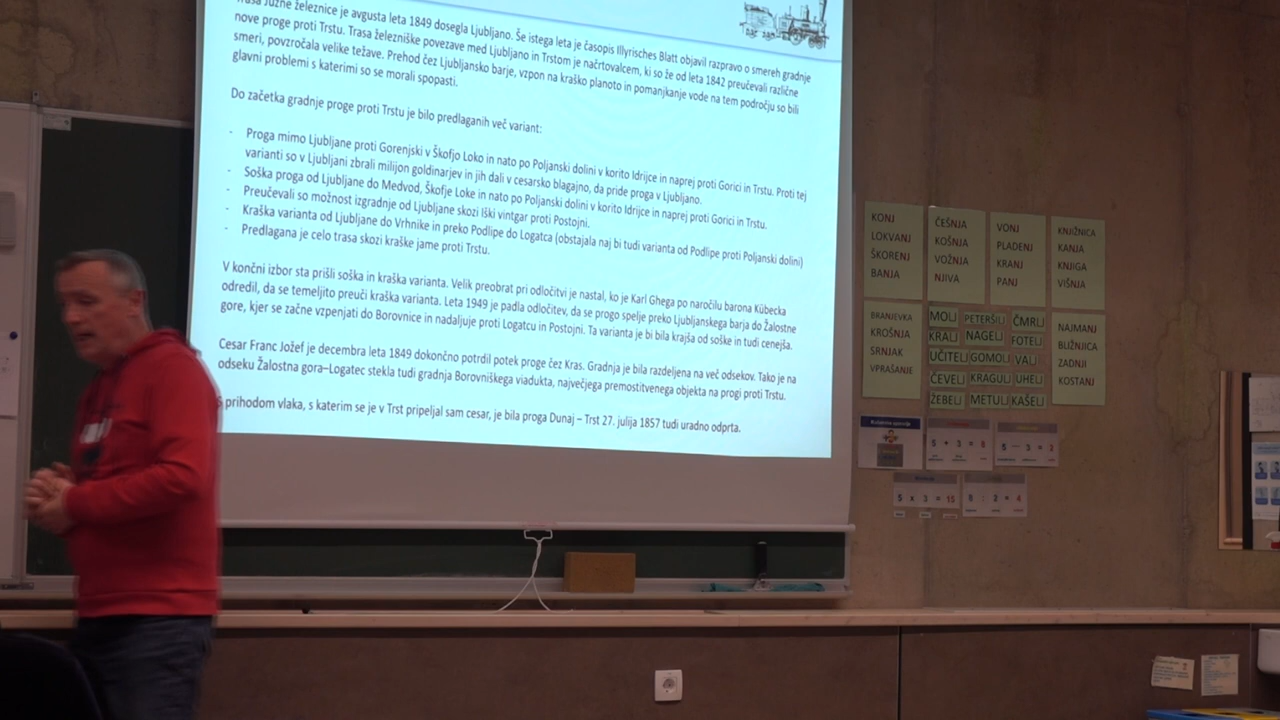 Trasa Južne železnice je avgusta leta 1849 dosegla Ljubljano. Še istega leta je časopis Illyrisches Blatt objavil razpravo o smereh gradnje
nove proge proti Trstu. Trasa železniške povezave med Ljubljano in Trstom je načrtovalcem, ki so že od leta 1842 preučevali različne
smeri, povzročala velike težave. Prehod čez Ljubljansko barje, vzpon na kraško planoto in pomanjkanje vode na tem področju so bili
glavni problemi s katerimi so se morali spopasti.
Do začetka gradnje proge proti Trstu je bilo predlaganih več variant:
- Proga mimo Ljubljane proti Gorenjski v Škofjo Loko in nato po Poljanski dolini v korito Idrijce in naprej proti Gorici in Trstu. Proti tej
varianti so v Ljubljani zbrali milijon goldinarjev in jih dali v cesarsko blagajno, da pride proga v Ljubljano.
- Soška proga od Ljubljane do Medvod, Škofje Loke in nato po Poljanski dolini v korito Idrijce in naprej proti Gorici in Trstu.
- Preučevali so možnost izgradnje od Ljubljane skozi Iški vintgar proti Postojni.
- Kraška varianta od Ljubljane do Vrhnike in preko Podlipe do Logatca (obstajala naj bi tudi varianta od Podlipe proti Poljanski dolini)
- Predlagana je celo trasa skozi kraške jame proti Trstu.
V končni izbor sta prišli soška in kraška varianta. Velik preobrat pri odločitvi je nastal, ko je Karl Ghega po naročilu barona Kübecka
odredil, da se temeljito preuči kraška varianta. Leta 1949 je padla odločitev, da se progo spelje preko Ljubljanskega barja do Žalostne
gore, kjer se začne vzpenjati do Borovnice in nadaljuje proti Logatcu in Postojni. Ta varianta je bi bila krajša od soške in tudi cenejša.
Cesar Franc Jožef je decembra leta 1849 dokončno potrdil potek proge čez Kras. Gradnja je bila razdeljena na več odsekov. Tako je na
odseku Žalostna gora–Logatec stekla tudi gradnja Borovniškega viadukta, največjega premostitvenega objekta na progi proti Trstu.
S prihodom vlaka, s katerim se je v Trst pripeljal sam cesar, je bila proga Dunaj – Trst 27. julija 1857 tudi uradno odprta.
KONJ
LOKVANJ
ŠKORENJ
BANJA
ČEŠNJA
KOŠNJA
VOŽNJA
NJIVA
VONJ
PLADENJ
KRANJ
PANJ
KNJIŽNICA
KANJA
KNJIGA
VIŠNJA
BRANJEVKA
KROŠNJA
SRNJAK
VPRAŠANJE
MOLJ PETERŠILJ ČMRLJ
KRALJ NAGELJ FOTELJ
UČITELJ GOMOLJ VALJ
ČEVELJ KRAGULJ UHELJ
ŽEBELJ METULJ KAŠELJ
NAJMANJ
BLIŽNJICA
ZADNJI
KOSTANJ
5 + 3 = 8
5 - 3 = 2
5 x 3 = 15
8 : 2 = 4